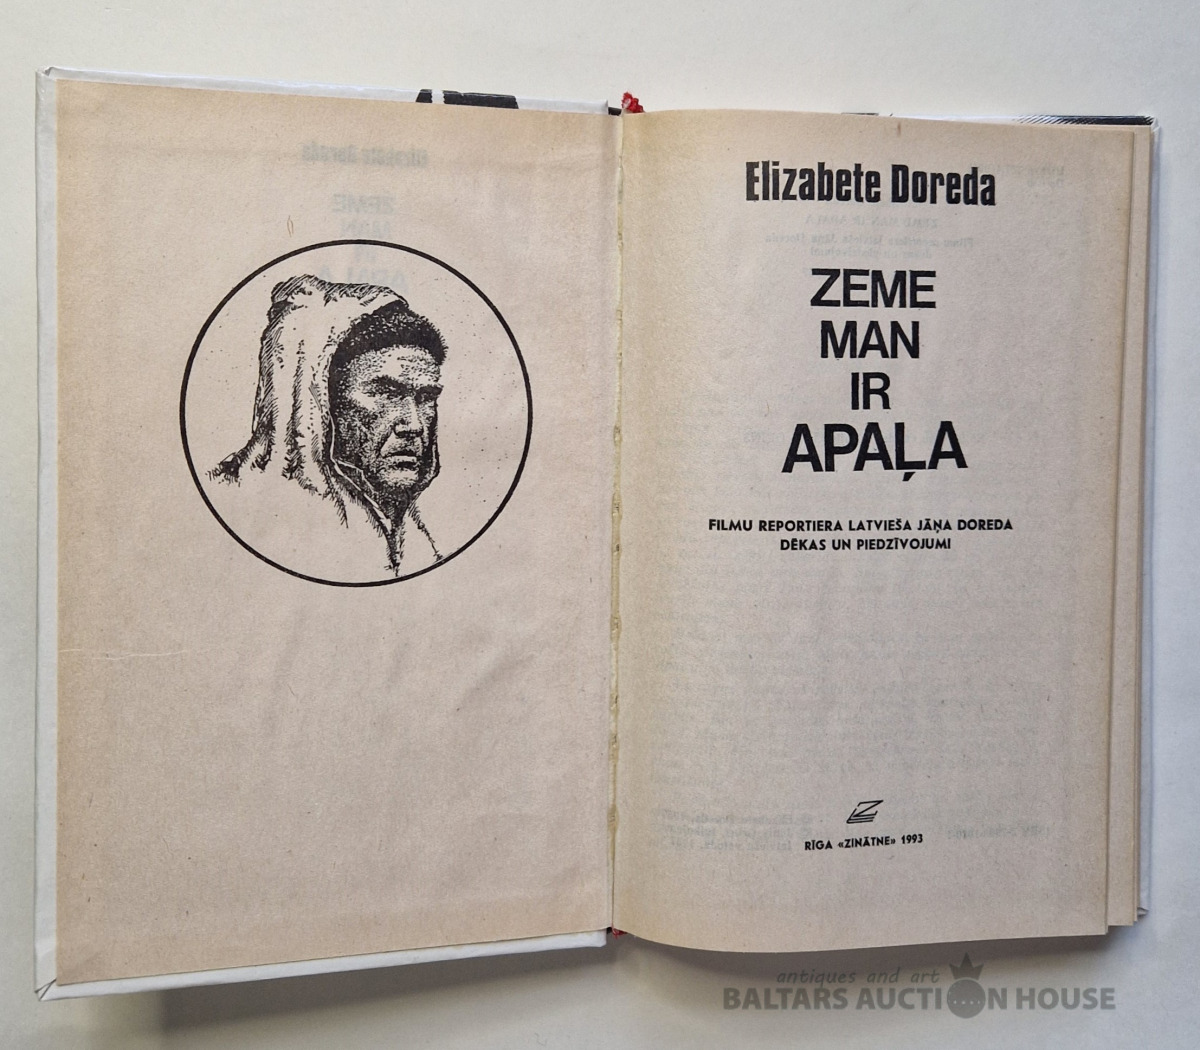 Elizabete Doreda
ZEME
MAN
IR
APAĻA
FILMU REPORTIERA LATVIEŠA JĀŅA DOREDA
DĒKAS UN PIEDZĪVOJUMI
RĪGA «ZINĀTNE» 1993
antiques and art
BALTARS AUCTION HOUSE